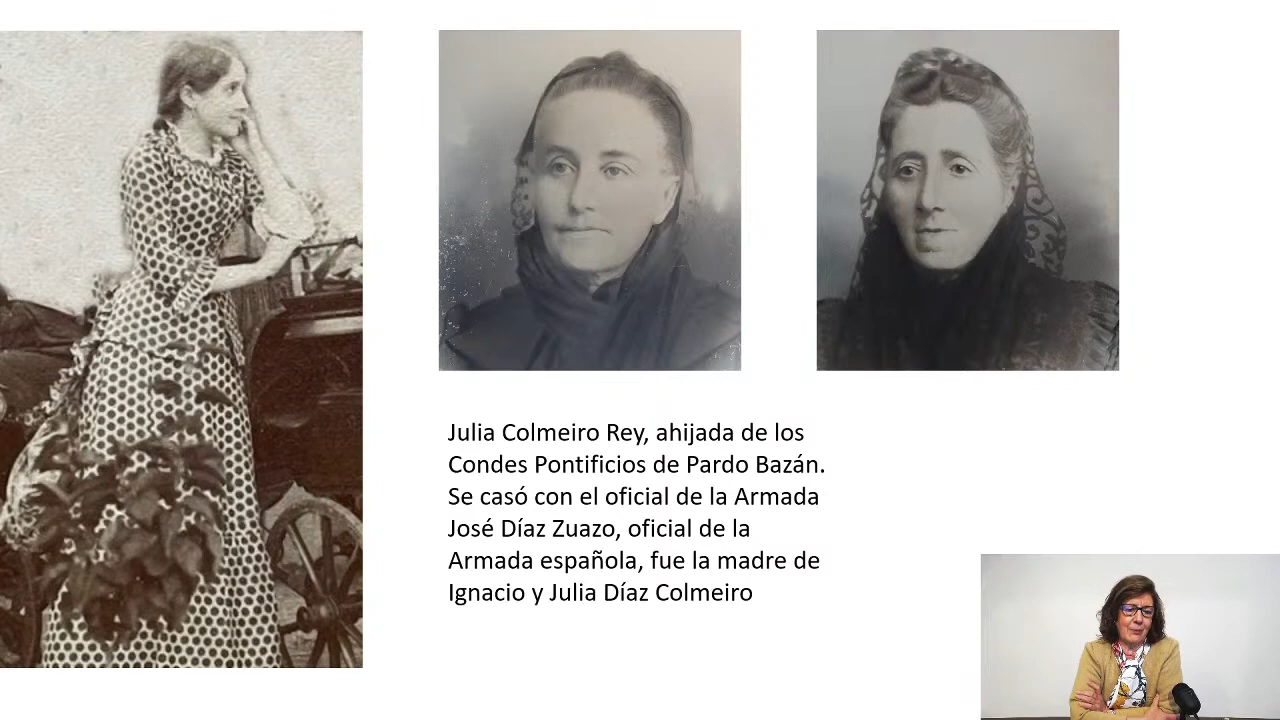 Julia Colmeiro Rey, ahijada de los
Condes Pontificios de Pardo Bazán.
Se casó con el oficial de la Armada
José Díaz Zuazo, oficial de la
Armada española, fue la madre de
Ignacio y Julia Díaz Colmeiro